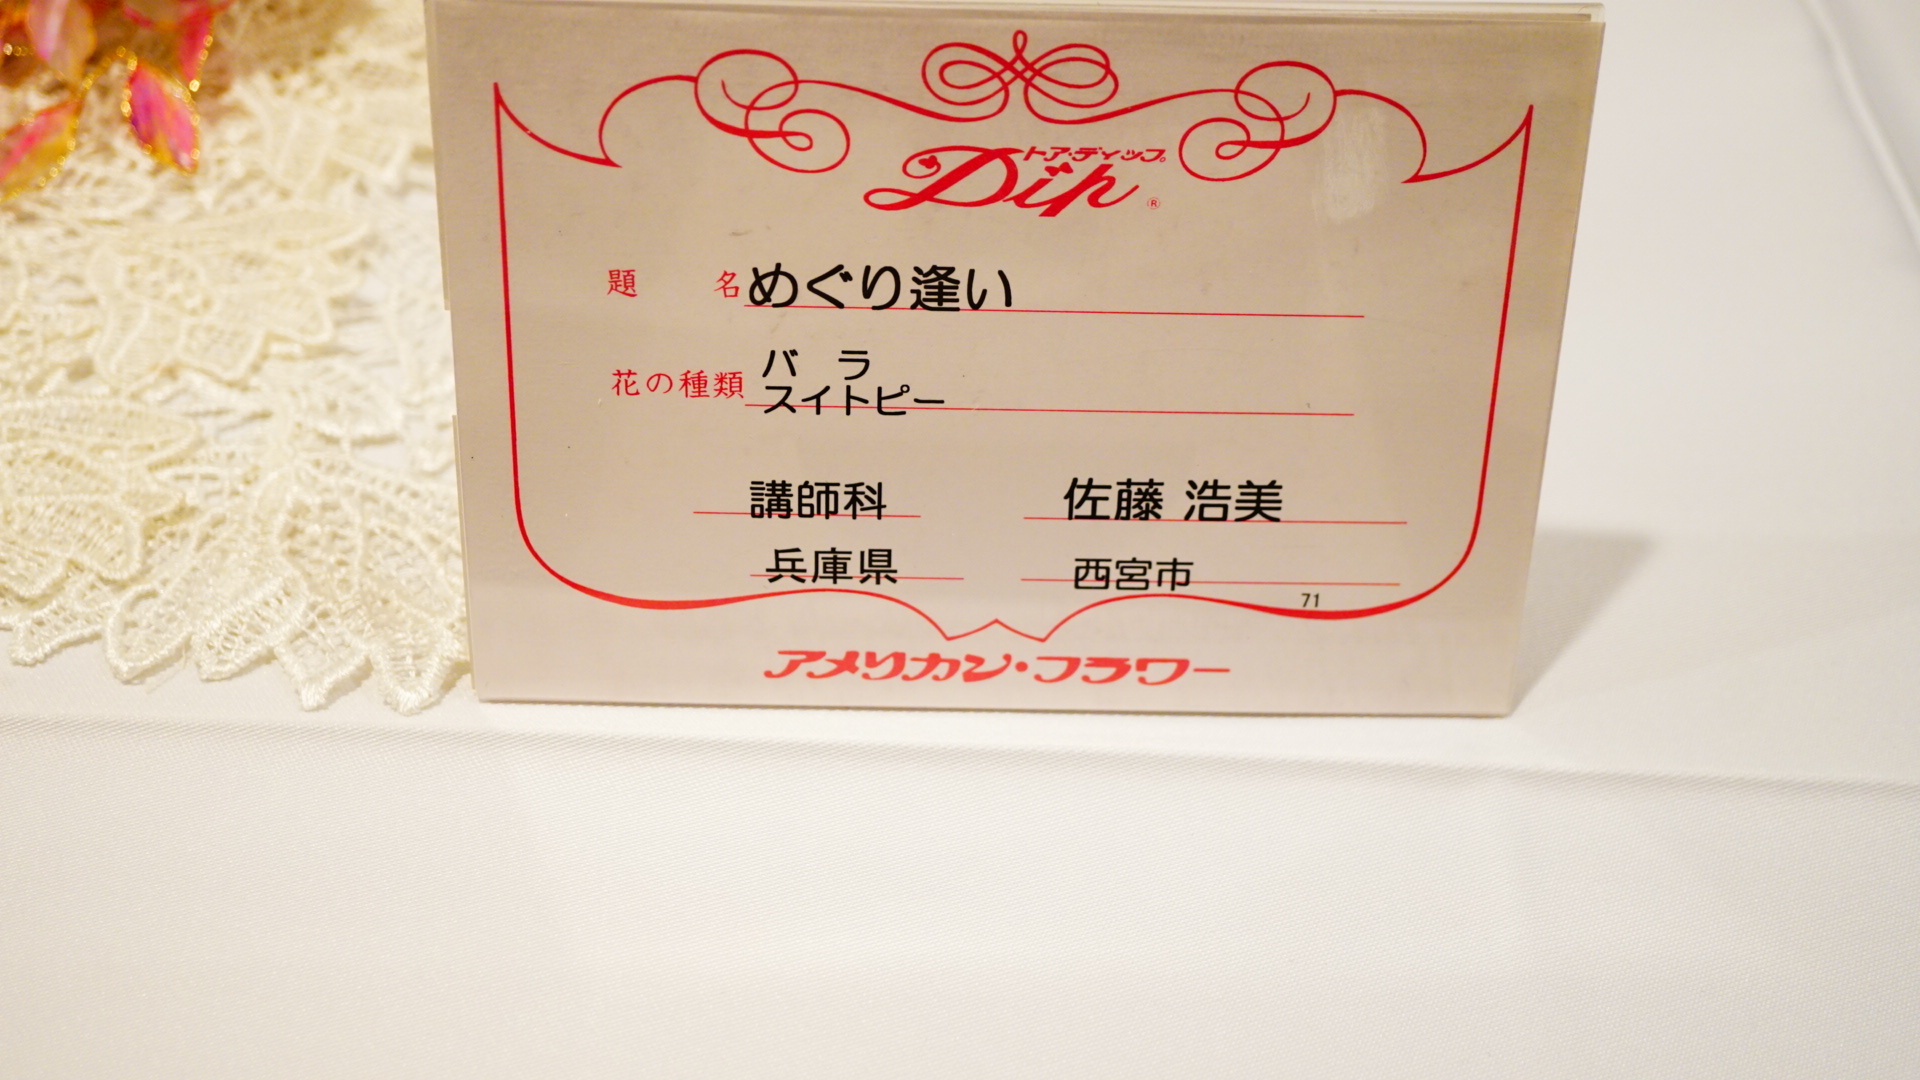 トア・ディップ®
Dip ®
題 名 めぐり逢い
花の種類 バ ラ
スイトピー
講師科 佐藤 浩美
兵庫県 西宮市
71
アメリカン・フラワー